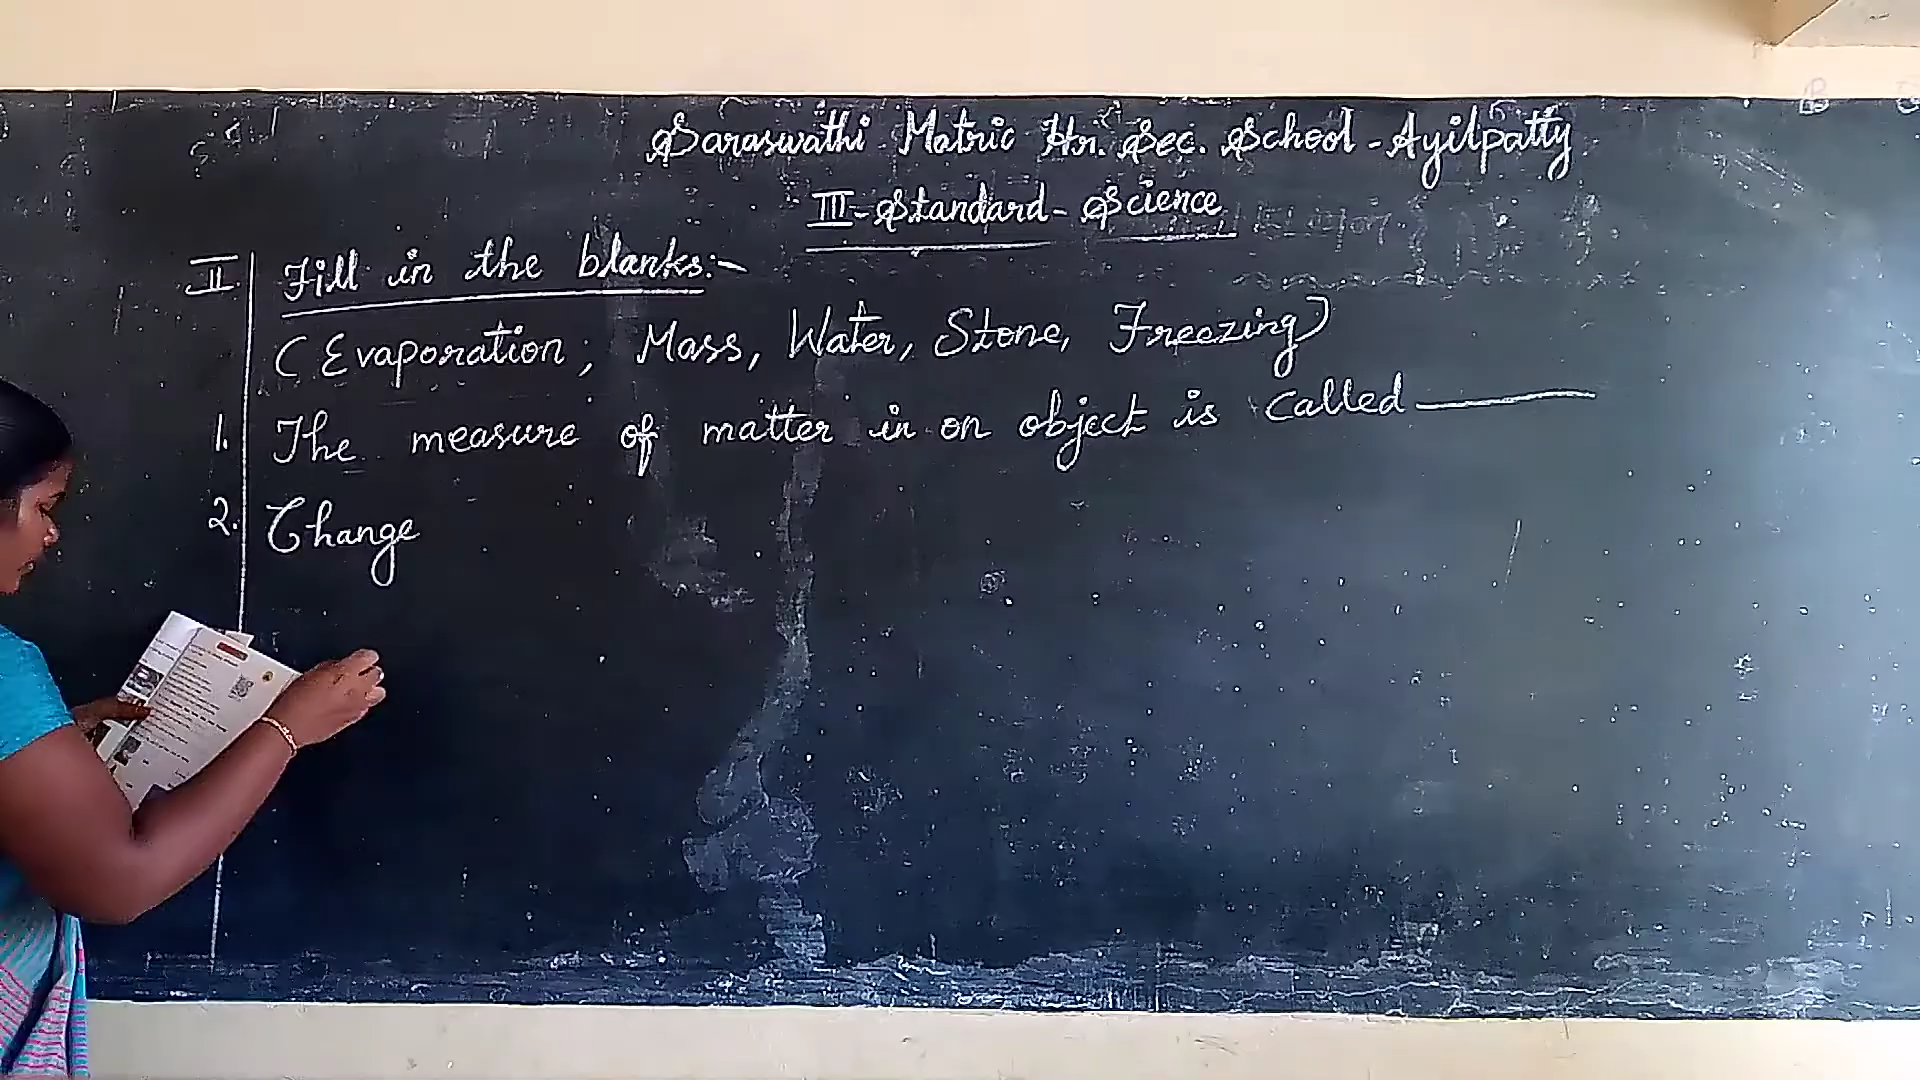 Saraswathi Matric Hr. Sec. School - Ayilpatty
III - Standard - Science
II Fill in the blanks:-
(Evaporation, Mass, Water, Stone, Freezing)
1. The measure of matter in on object is called ______
2. Change